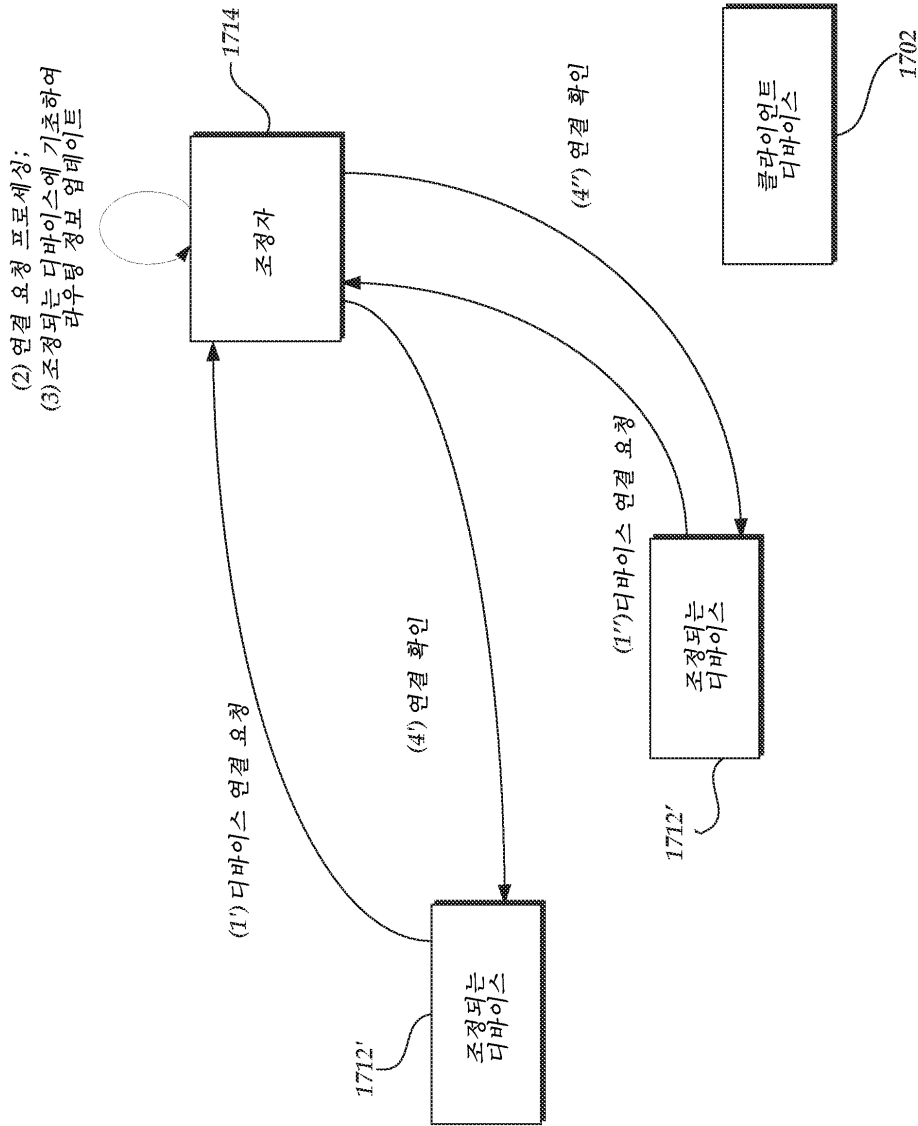 (2) 연결 요청 프로세싱;
(3) 조정되는 디바이스에 기초하여
라우팅 정보 업데이트
1714
조정자
(1') 디바이스 연결 요청
(4') 연결 확인
(1'')디바이스 연결 요청
(4'') 연결 확인
1712'
조정되는
디바이스
1712'
조정되는
디바이스
클라이언트
디바이스
1702